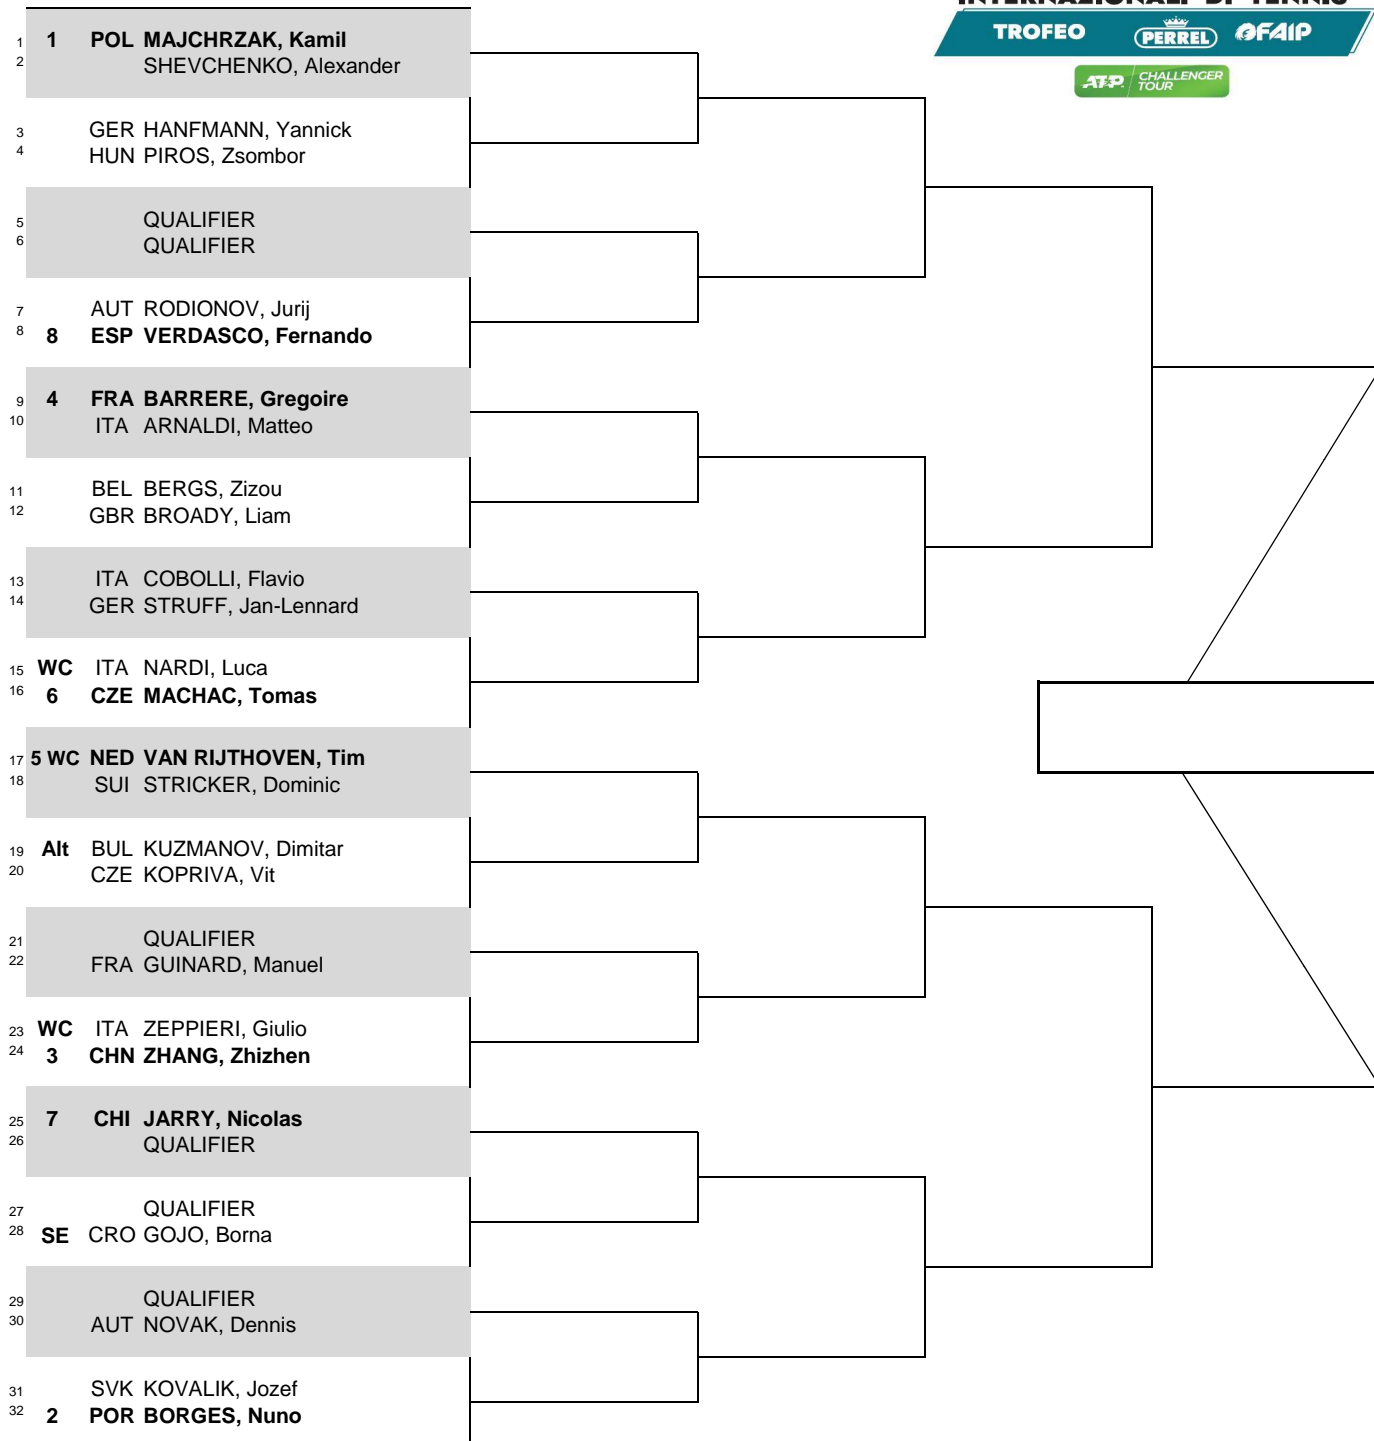 INTERNAZIONALI DI TENNIS
TROFEO PERREL FAIP
ATP CHALLENGER TOUR
1 1 POL MAJCHRZAK, Kamil
2 SHEVCHENKO, Alexander
3 GER HANFMANN, Yannick
4 HUN PIROS, Zsombor
5 QUALIFIER
6 QUALIFIER
7 AUT RODIONOV, Jurij
8 8 ESP VERDASCO, Fernando
9 4 FRA BARRERE, Gregoire
10 ITA ARNALDI, Matteo
11 BEL BERGS, Zizou
12 GBR BROADY, Liam
13 ITA COBOLLI, Flavio
14 GER STRUFF, Jan-Lennard
15 WC ITA NARDI, Luca
16 6 CZE MACHAC, Tomas
17 5 WC NED VAN RIJTHOVEN, Tim
18 SUI STRICKER, Dominic
19 Alt BUL KUZMANOV, Dimitar
20 CZE KOPRIVA, Vit
21 QUALIFIER
22 FRA GUINARD, Manuel
23 WC ITA ZEPPIERI, Giulio
24 3 CHN ZHANG, Zhizhen
25 7 CHI JARRY, Nicolas
26 QUALIFIER
27 QUALIFIER
28 SE CRO GOJO, Borna
29 QUALIFIER
30 AUT NOVAK, Dennis
31 SVK KOVALIK, Jozef
32 2 POR BORGES, Nuno